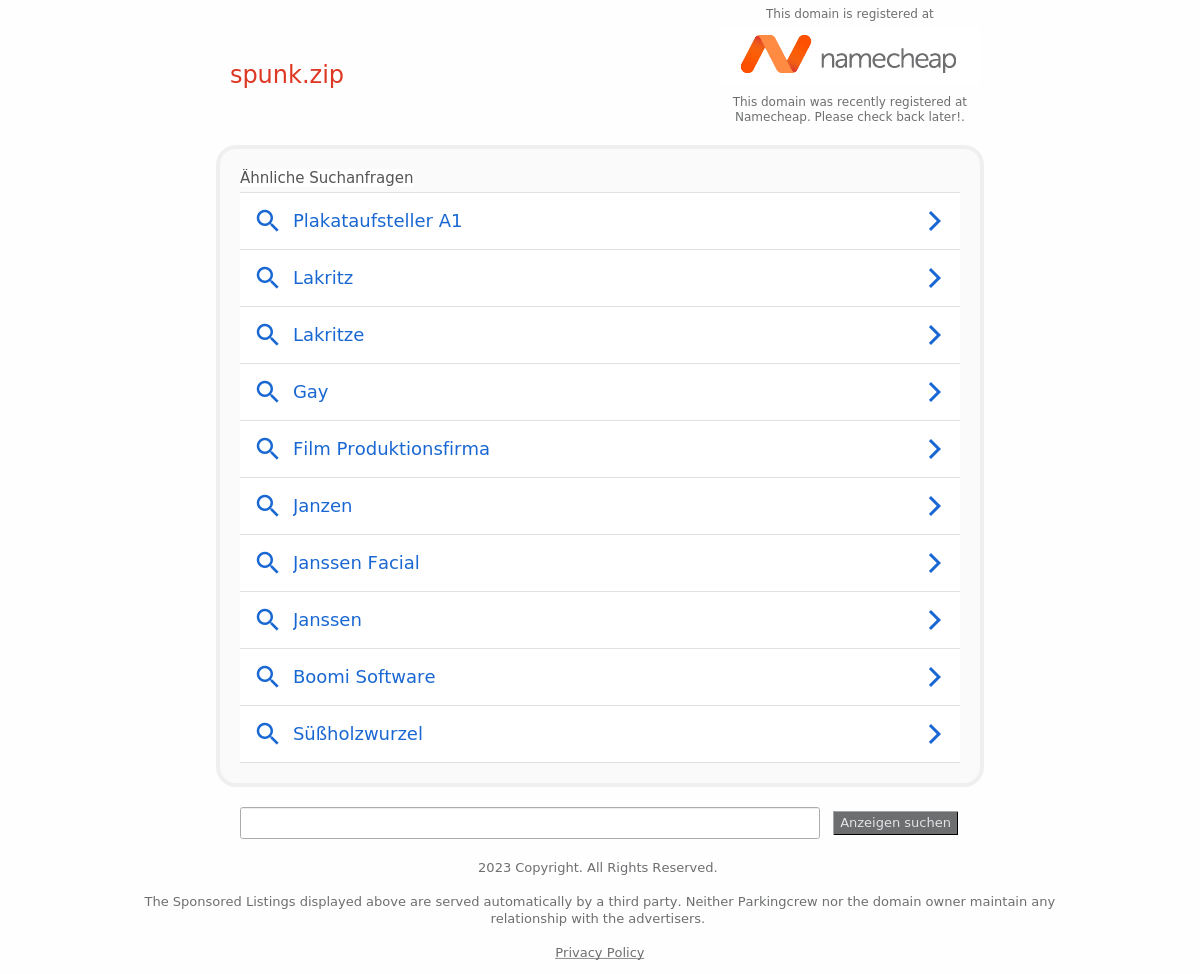 This domain is registered at
namecheap
spunk.zip
This domain was recently registered at
Namecheap. Please check back later!.
Ähnliche Suchanfragen
Plakataufsteller A1
Lakritz
Lakritze
Gay
Film Produktionsfirma
Janzen
Janssen Facial
Janssen
Boomi Software
Süßholzwurzel
Anzeigen suchen
2023 Copyright. All Rights Reserved.
The Sponsored Listings displayed above are served automatically by a third party. Neither Parkingcrew nor the domain owner maintain any
relationship with the advertisers.
Privacy Policy